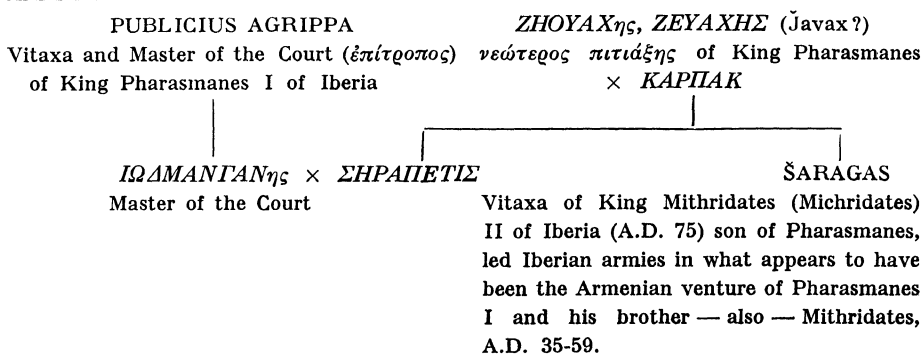 PUBLICIUS AGRIPPA
Vitaxa and Master of the Court (ἐπίτροπος)
of King Pharasmanes I of Iberia
ΖΗΟΥΑΧης, ΖΕΥΑΧΗΣ (J̌avax?)
νεώτερος πιτιάξης of King Pharasmanes
× ΚΑΡΠΑΚ
ΙΩΔΜΑΝΓΑΝης × ΣΗΡΑΠΕΤΙΣ
Master of the Court
ŠARAGAS
Vitaxa of King Mithridates (Michridates)
II of Iberia (A.D. 75) son of Pharasmanes,
led Iberian armies in what appears to have
been the Armenian venture of Pharasmanes
I and his brother — also — Mithridates,
A.D. 35-59.